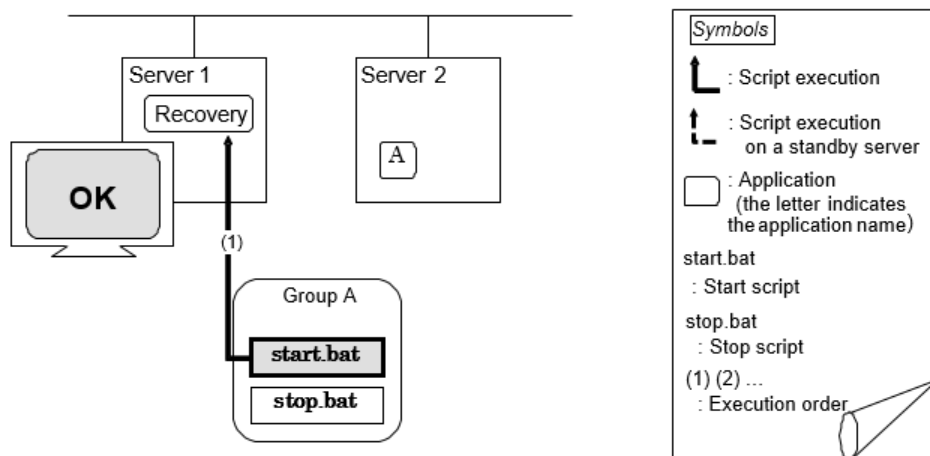 Server 1
Recovery
OK
Server 2
A
(1)
Group A
start.bat
stop.bat
Symbols
: Script execution
: Script execution
on a standby server
: Application
(the letter indicates
the application name)
start.bat
: Start script
stop.bat
: Stop script
(1) (2) ...
: Execution order